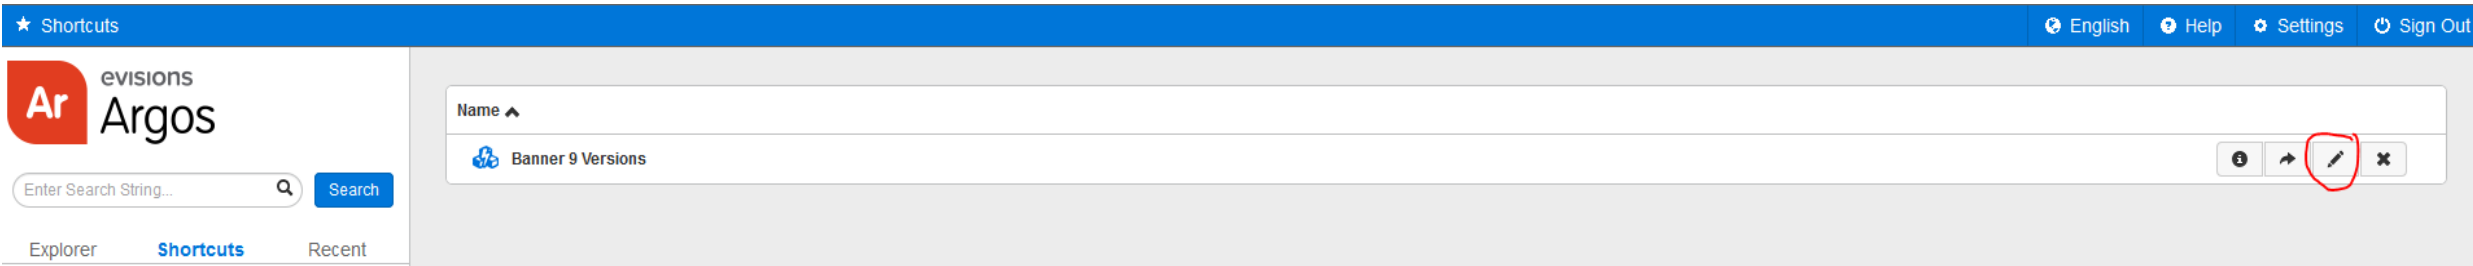 Shortcuts English Help Settings Sign Out
Ar evisions Argos
Name
Banner 9 Versions
Enter Search String... Search
Explorer Shortcuts Recent